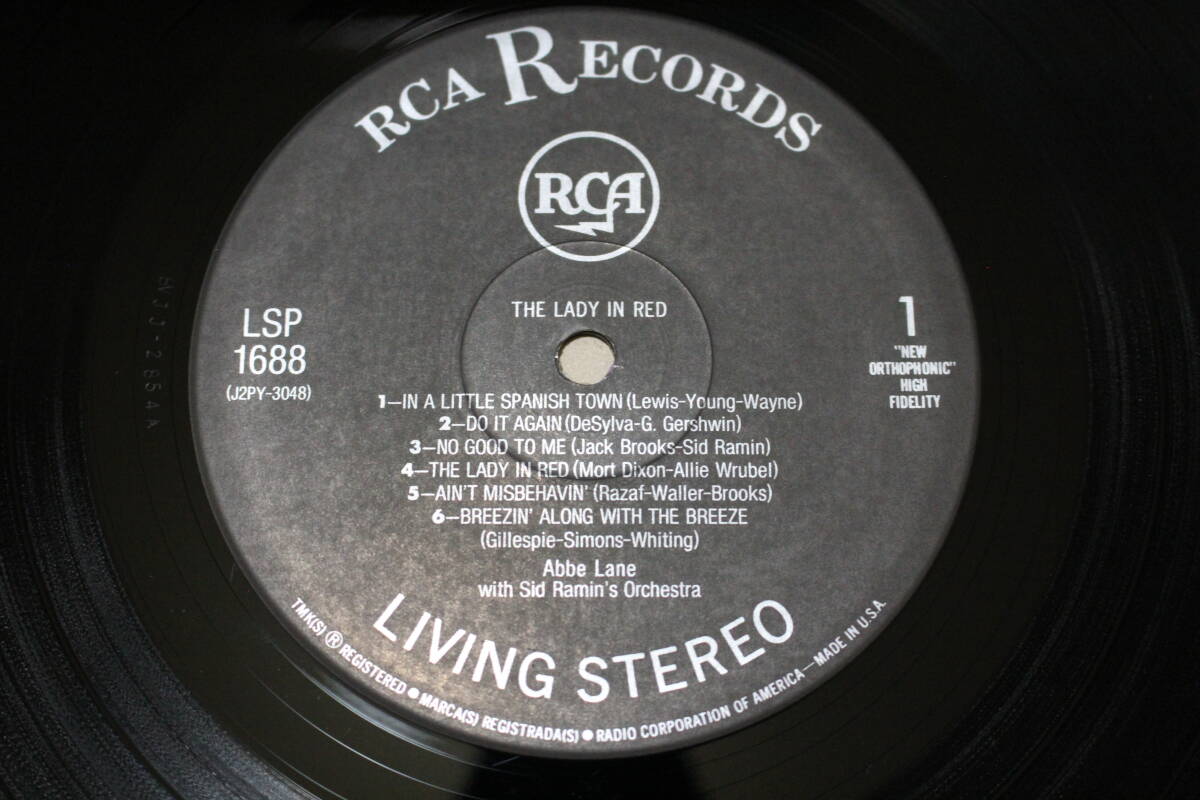 RCA RECORDS
RCA
THE LADY IN RED
LSP
1688
(J2PY-3048)
1
"NEW
ORTHOPHONIC"
HIGH
FIDELITY
1—IN A LITTLE SPANISH TOWN (Lewis-Young-Wayne)
2—DO IT AGAIN (DeSylva-G. Gershwin)
3—NO GOOD TO ME (Jack Brooks-Sid Ramin)
4—THE LADY IN RED (Mort Dixon-Allie Wrubel)
5—AIN'T MISBEHAVIN' (Razaf-Waller-Brooks)
6—BREEZIN' ALONG WITH THE BREEZE
(Gillespie-Simons-Whiting)
Abbe Lane
with Sid Ramin's Orchestra
LIVING STEREO
TMK(S) ® REGISTERED ● MARCA(S) REGISTRADA(S) ● RADIO CORPORATION OF AMERICA—MADE IN U.S.A.